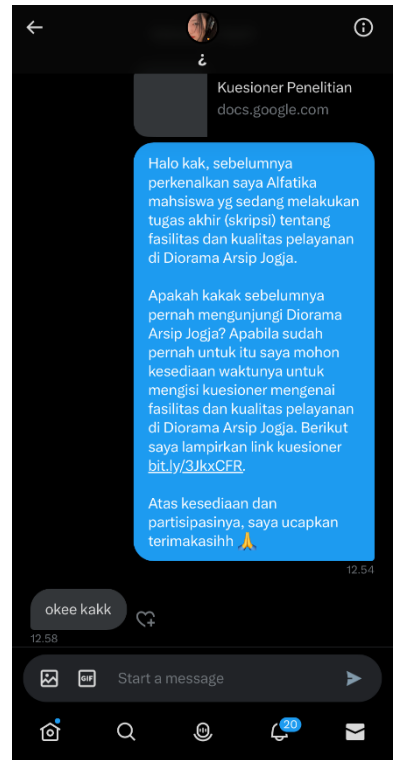 ¿
Kuesioner Penelitian
docs.google.com
Halo kak, sebelumnya
perkenalkan saya Alfatika
mahsiswa yg sedang melakukan
tugas akhir (skripsi) tentang
fasilitas dan kualitas pelayanan
di Diorama Arsip Jogja.
Apakah kakak sebelumnya
pernah mengunjungi Diorama
Arsip Jogja? Apabila sudah
pernah untuk itu saya mohon
kesediaan waktunya untuk
mengisi kuesioner mengenai
fasilitas dan kualitas pelayanan
di Diorama Arsip Jogja. Berikut
saya lampirkan link kuesioner
bit.ly/3JkxCFR.
Atas kesediaan dan
partisipasinya, saya ucapkan
terimakasihh 🙏
12.54
okee kakk
12.58
GIF
Start a message
20